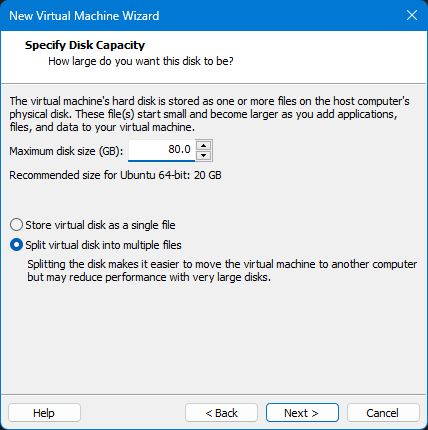 New Virtual Machine Wizard
Specify Disk Capacity
How large do you want this disk to be?
The virtual machine's hard disk is stored as one or more files on the host computer's
physical disk. These file(s) start small and become larger as you add applications,
files, and data to your virtual machine.
Maximum disk size (GB): 80.0
Recommended size for Ubuntu 64-bit: 20 GB
Store virtual disk as a single file
Split virtual disk into multiple files
Splitting the disk makes it easier to move the virtual machine to another computer
but may reduce performance with very large disks.
Help < Back Next > Cancel